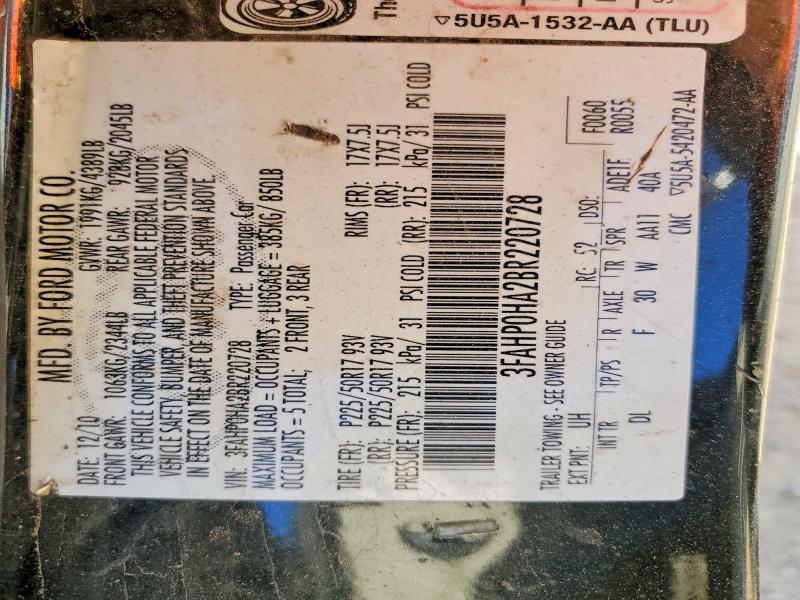 Th
▽5U5A-1532-AA (TLU)
MFD. BY FORD MOTOR CO.
DATE: 12/10 GVWR: 1991KG/4389LB
FRONT GAWR: 1063KG/2344LB REAR GAWR: 928KG/2045LB
THIS VEHICLE CONFORMS TO ALL APPLICABLE FEDERAL MOTOR
VEHICLE SAFETY, BUMPER, AND THEFT PREVENTION STANDARDS
IN EFFECT ON THE DATE OF MANUFACTURE SHOWN ABOVE.
VIN: 3FAHP0HA2BR220728 TYPE: Passenger Car
MAXIMUM LOAD = OCCUPANTS + LUGGAGE = 385KG/ 850LB
OCCUPANTS = 5 TOTAL, 2 FRONT, 3 REAR
TIRE (FR): P225/50R17 93V RIMS (FR): 17X7.5J
(RR): P225/50R17 93V (RR): 17X7.5J
PRESSURE (FR): 215 kPa/ 31 PSI COLD (RR): 215 kPa/ 31 PSI COLD
3FAHP0HA2BR220728
TRAILER TOWING - SEE OWNER GUIDE F0060
EXT PNT: UH RC: 52 DSO: R0055
INT TR TP/PS R AXLE TR SPR ADE1F
DL F 30 W AA11 40A
CMC ▽5U5A-5420472-AA